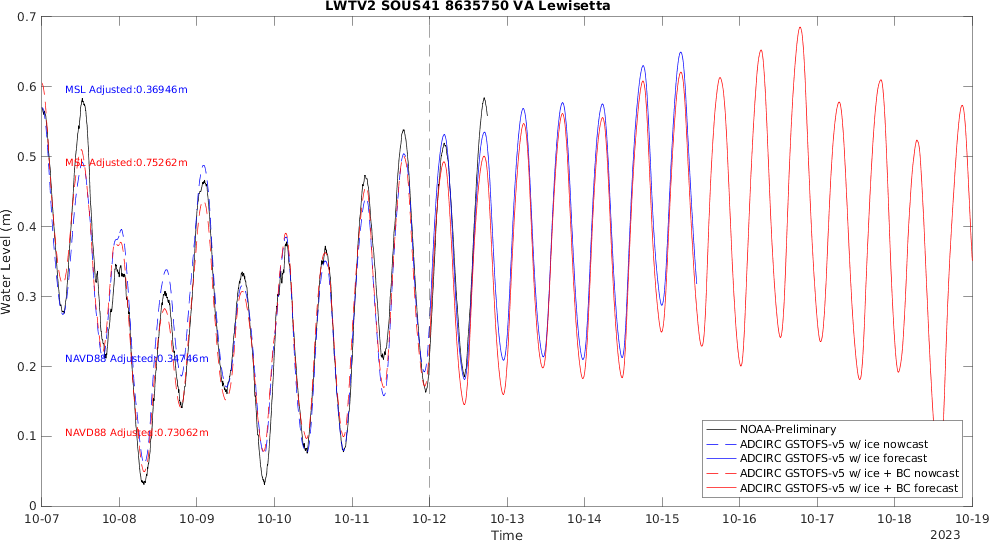 LWTV2 SOUS41 8635750 VA Lewisetta
0.7
0.6
0.5
0.4
0.3
0.2
0.1
0
Water Level (m)
MSL Adjusted:0.36946m
MSL Adjusted:0.75262m
NAVD88 Adjusted:0.34746m
NAVD88 Adjusted:0.73062m
NOAA-Preliminary
ADCIRC GSTOFS-v5 w/ ice nowcast
ADCIRC GSTOFS-v5 w/ ice forecast
ADCIRC GSTOFS-v5 w/ ice + BC nowcast
ADCIRC GSTOFS-v5 w/ ice + BC forecast
10-07 10-08 10-09 10-10 10-11 10-12 10-13 10-14 10-15 10-16 10-17 10-18 10-19
Time
2023